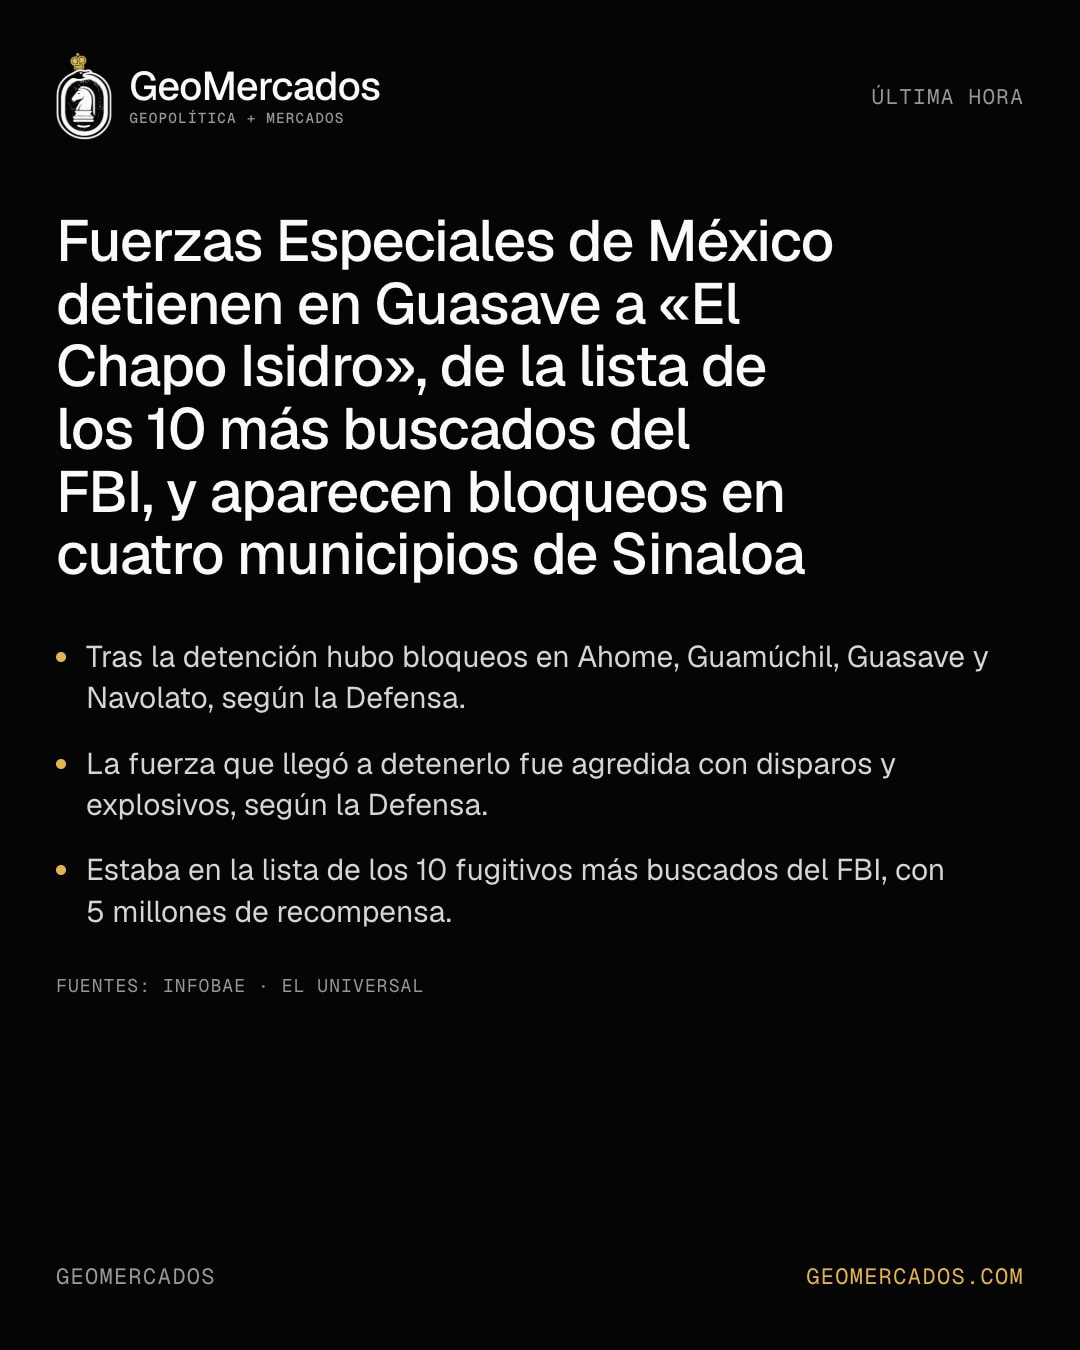 GeoMercados
GEOPOLÍTICA + MERCADOS
ÚLTIMA HORA
Fuerzas Especiales de México
detienen en Guasave a «El
Chapo Isidro», de la lista de
los 10 más buscados del
FBI, y aparecen bloqueos en
cuatro municipios de Sinaloa
• Tras la detención hubo bloqueos en Ahome, Guamúchil, Guasave y
Navolato, según la Defensa.
• La fuerza que llegó a detenerlo fue agredida con disparos y
explosivos, según la Defensa.
• Estaba en la lista de los 10 fugitivos más buscados del FBI, con
5 millones de recompensa.
FUENTES: INFOBAE · EL UNIVERSAL
GEOMERCADOS
GEOMERCADOS.COM